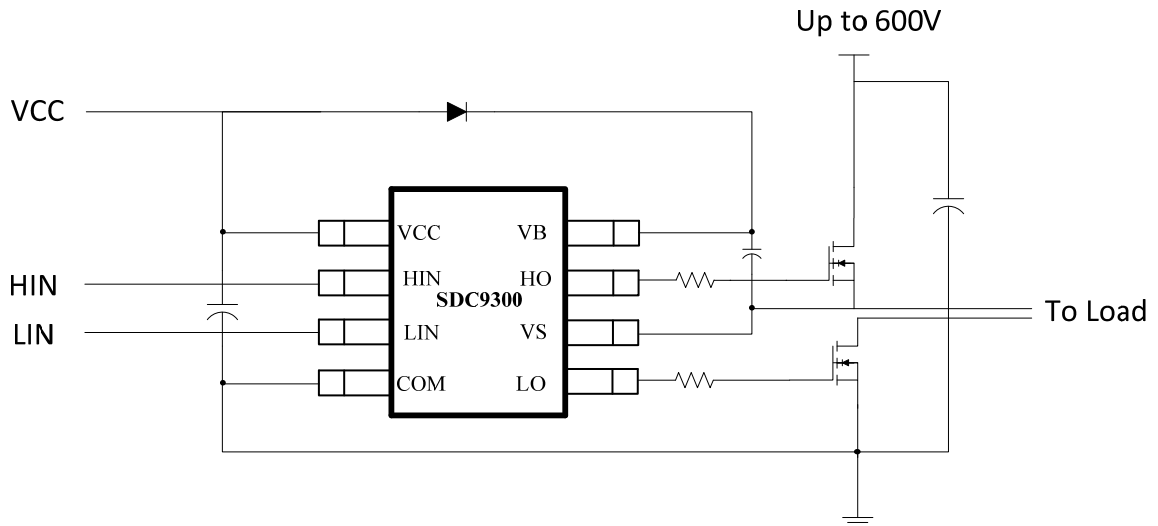 Up to 600V
VCC
VCC
VB
HIN
HIN
HO
SDC9300
To Load
LIN
LIN
VS
COM
LO